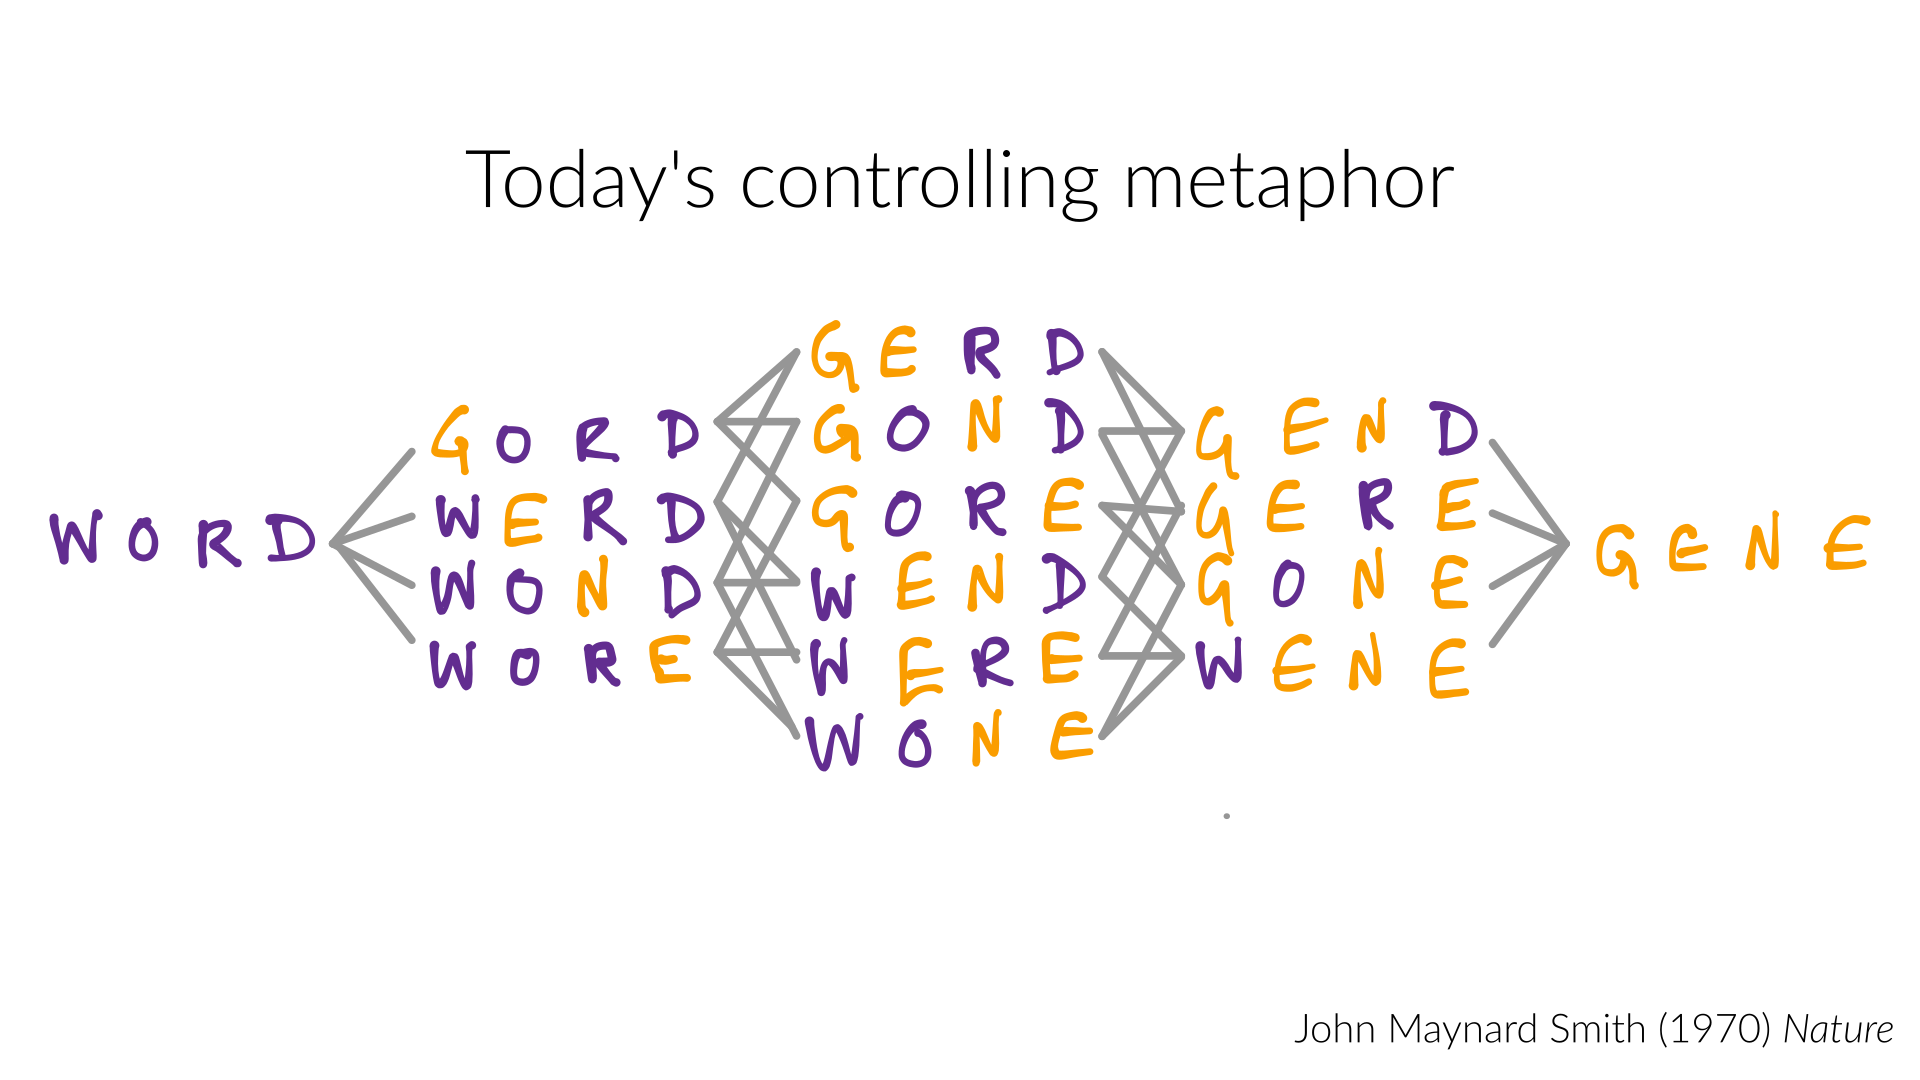 Today's controlling metaphor
WORD
GORD
WERD
WOND
WORE
GERD
GOND
GORE
WEND
WERE
WONE
GEND
GERE
GONE
WENE
GENE
John Maynard Smith (1970) Nature